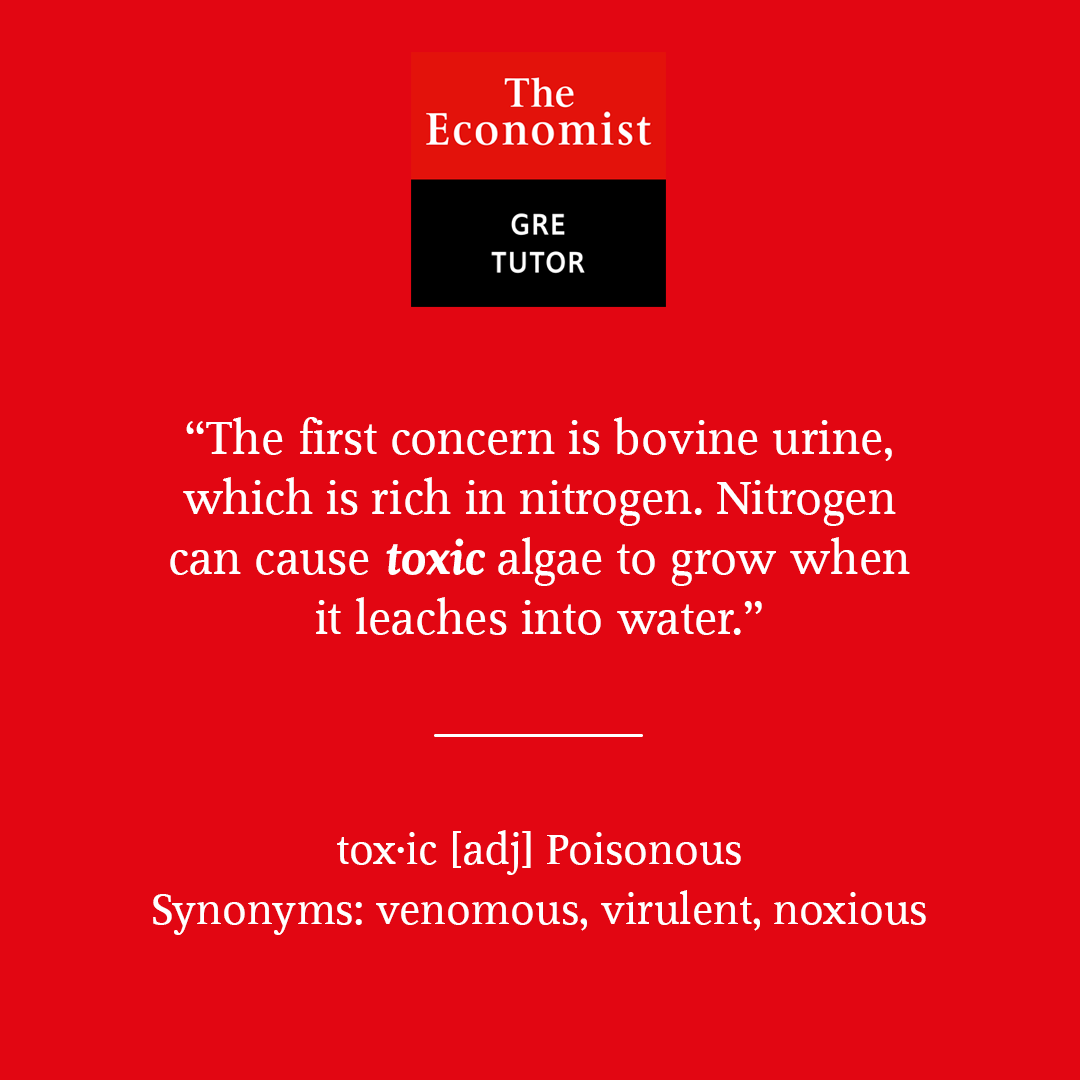 The
Economist
GRE
TUTOR
“The first concern is bovine urine,
which is rich in nitrogen. Nitrogen
can cause toxic algae to grow when
it leaches into water.”
tox·ic [adj] Poisonous
Synonyms: venomous, virulent, noxious